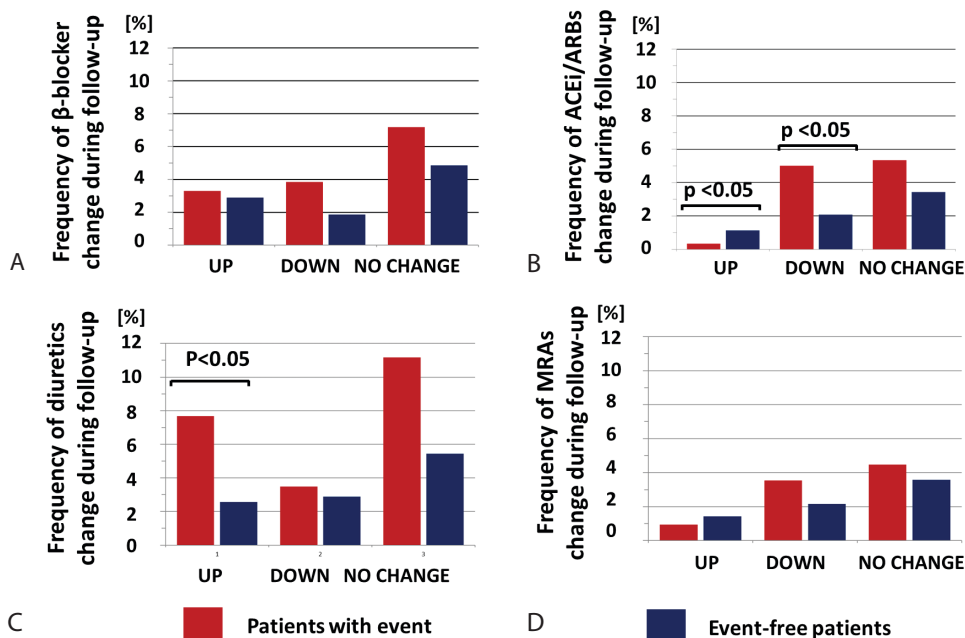 [%]
Frequency of β-blocker
change during follow-up
12
10
8
6
4
2
0
UP DOWN NO CHANGE
A
[%]
Frequency of ACEi/ARBs
change during follow-up
12
10
8
6
4
2
0
p <0.05
p <0.05
UP DOWN NO CHANGE
B
[%]
Frequency of diuretics
change during follow-up
12
10
8
6
4
2
0
P<0.05
1 2 3
UP DOWN NO CHANGE
C
[%]
Frequency of MRAs
change during follow-up
12
10
8
6
4
2
0
UP DOWN NO CHANGE
D
Patients with event
Event-free patients